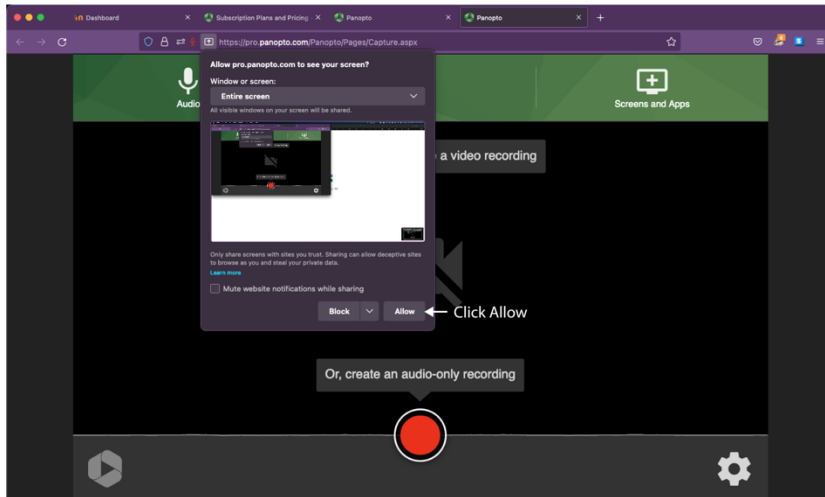 Dashboard
Subscription Plans and Pricing
Panopto
Panopto
https://pro.panopto.com/Panopto/Pages/Capture.aspx
Allow pro.panopto.com to see your screen?
Window or screen:
Entire screen
All visible windows on your screen will be shared.
Audio
Screens and Apps
a video recording
Only share screens with sites you trust. Sharing can allow deceptive sites
to browse as you and steal your private data.
Learn more
Mute website notifications while sharing
Block
Allow
Click Allow
Or, create an audio-only recording